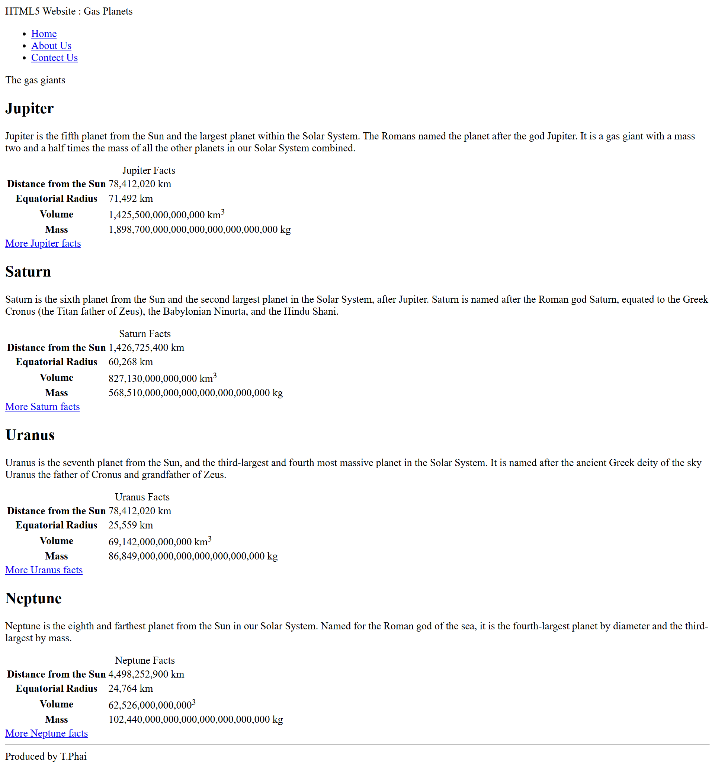 HTML5 Website : Gas Planets
Home
About Us
Contect Us
The gas giants
Jupiter
Jupiter is the fifth planet from the Sun and the largest planet within the Solar System. The Romans named the planet after the god Jupiter. It is a gas giant with a mass
two and a half times the mass of all the other planets in our Solar System combined.
Jupiter Facts
Distance from the Sun 78,412,020 km
Equatorial Radius 71,492 km
Volume 1,425,500,000,000,000 km³
Mass 1,898,700,000,000,000,000,000,000,000 kg
More Jupiter facts
Saturn
Saturn is the sixth planet from the Sun and the second largest planet in the Solar System, after Jupiter. Saturn is named after the Roman god Saturn, equated to the Greek
Cronus (the Titan father of Zeus), the Babylonian Ninurta, and the Hindu Shani.
Saturn Facts
Distance from the Sun 1,426,725,400 km
Equatorial Radius 60,268 km
Volume 827,130,000,000,000 km³
Mass 568,510,000,000,000,000,000,000,000 kg
More Saturn facts
Uranus
Uranus is the seventh planet from the Sun, and the third-largest and fourth most massive planet in the Solar System. It is named after the ancient Greek deity of the sky
Uranus the father of Cronus and grandfather of Zeus.
Uranus Facts
Distance from the Sun 78,412,020 km
Equatorial Radius 25,559 km
Volume 69,142,000,000,000 km³
Mass 86,849,000,000,000,000,000,000,000 kg
More Uranus facts
Neptune
Neptune is the eighth and farthest planet from the Sun in our Solar System. Named for the Roman god of the sea, it is the fourth-largest planet by diameter and the third-
largest by mass.
Neptune Facts
Distance from the Sun 4,498,252,900 km
Equatorial Radius 24,764 km
Volume 62,526,000,000,000³
Mass 102,440,000,000,000,000,000,000,000 kg
More Neptune facts
Produced by T.Phai